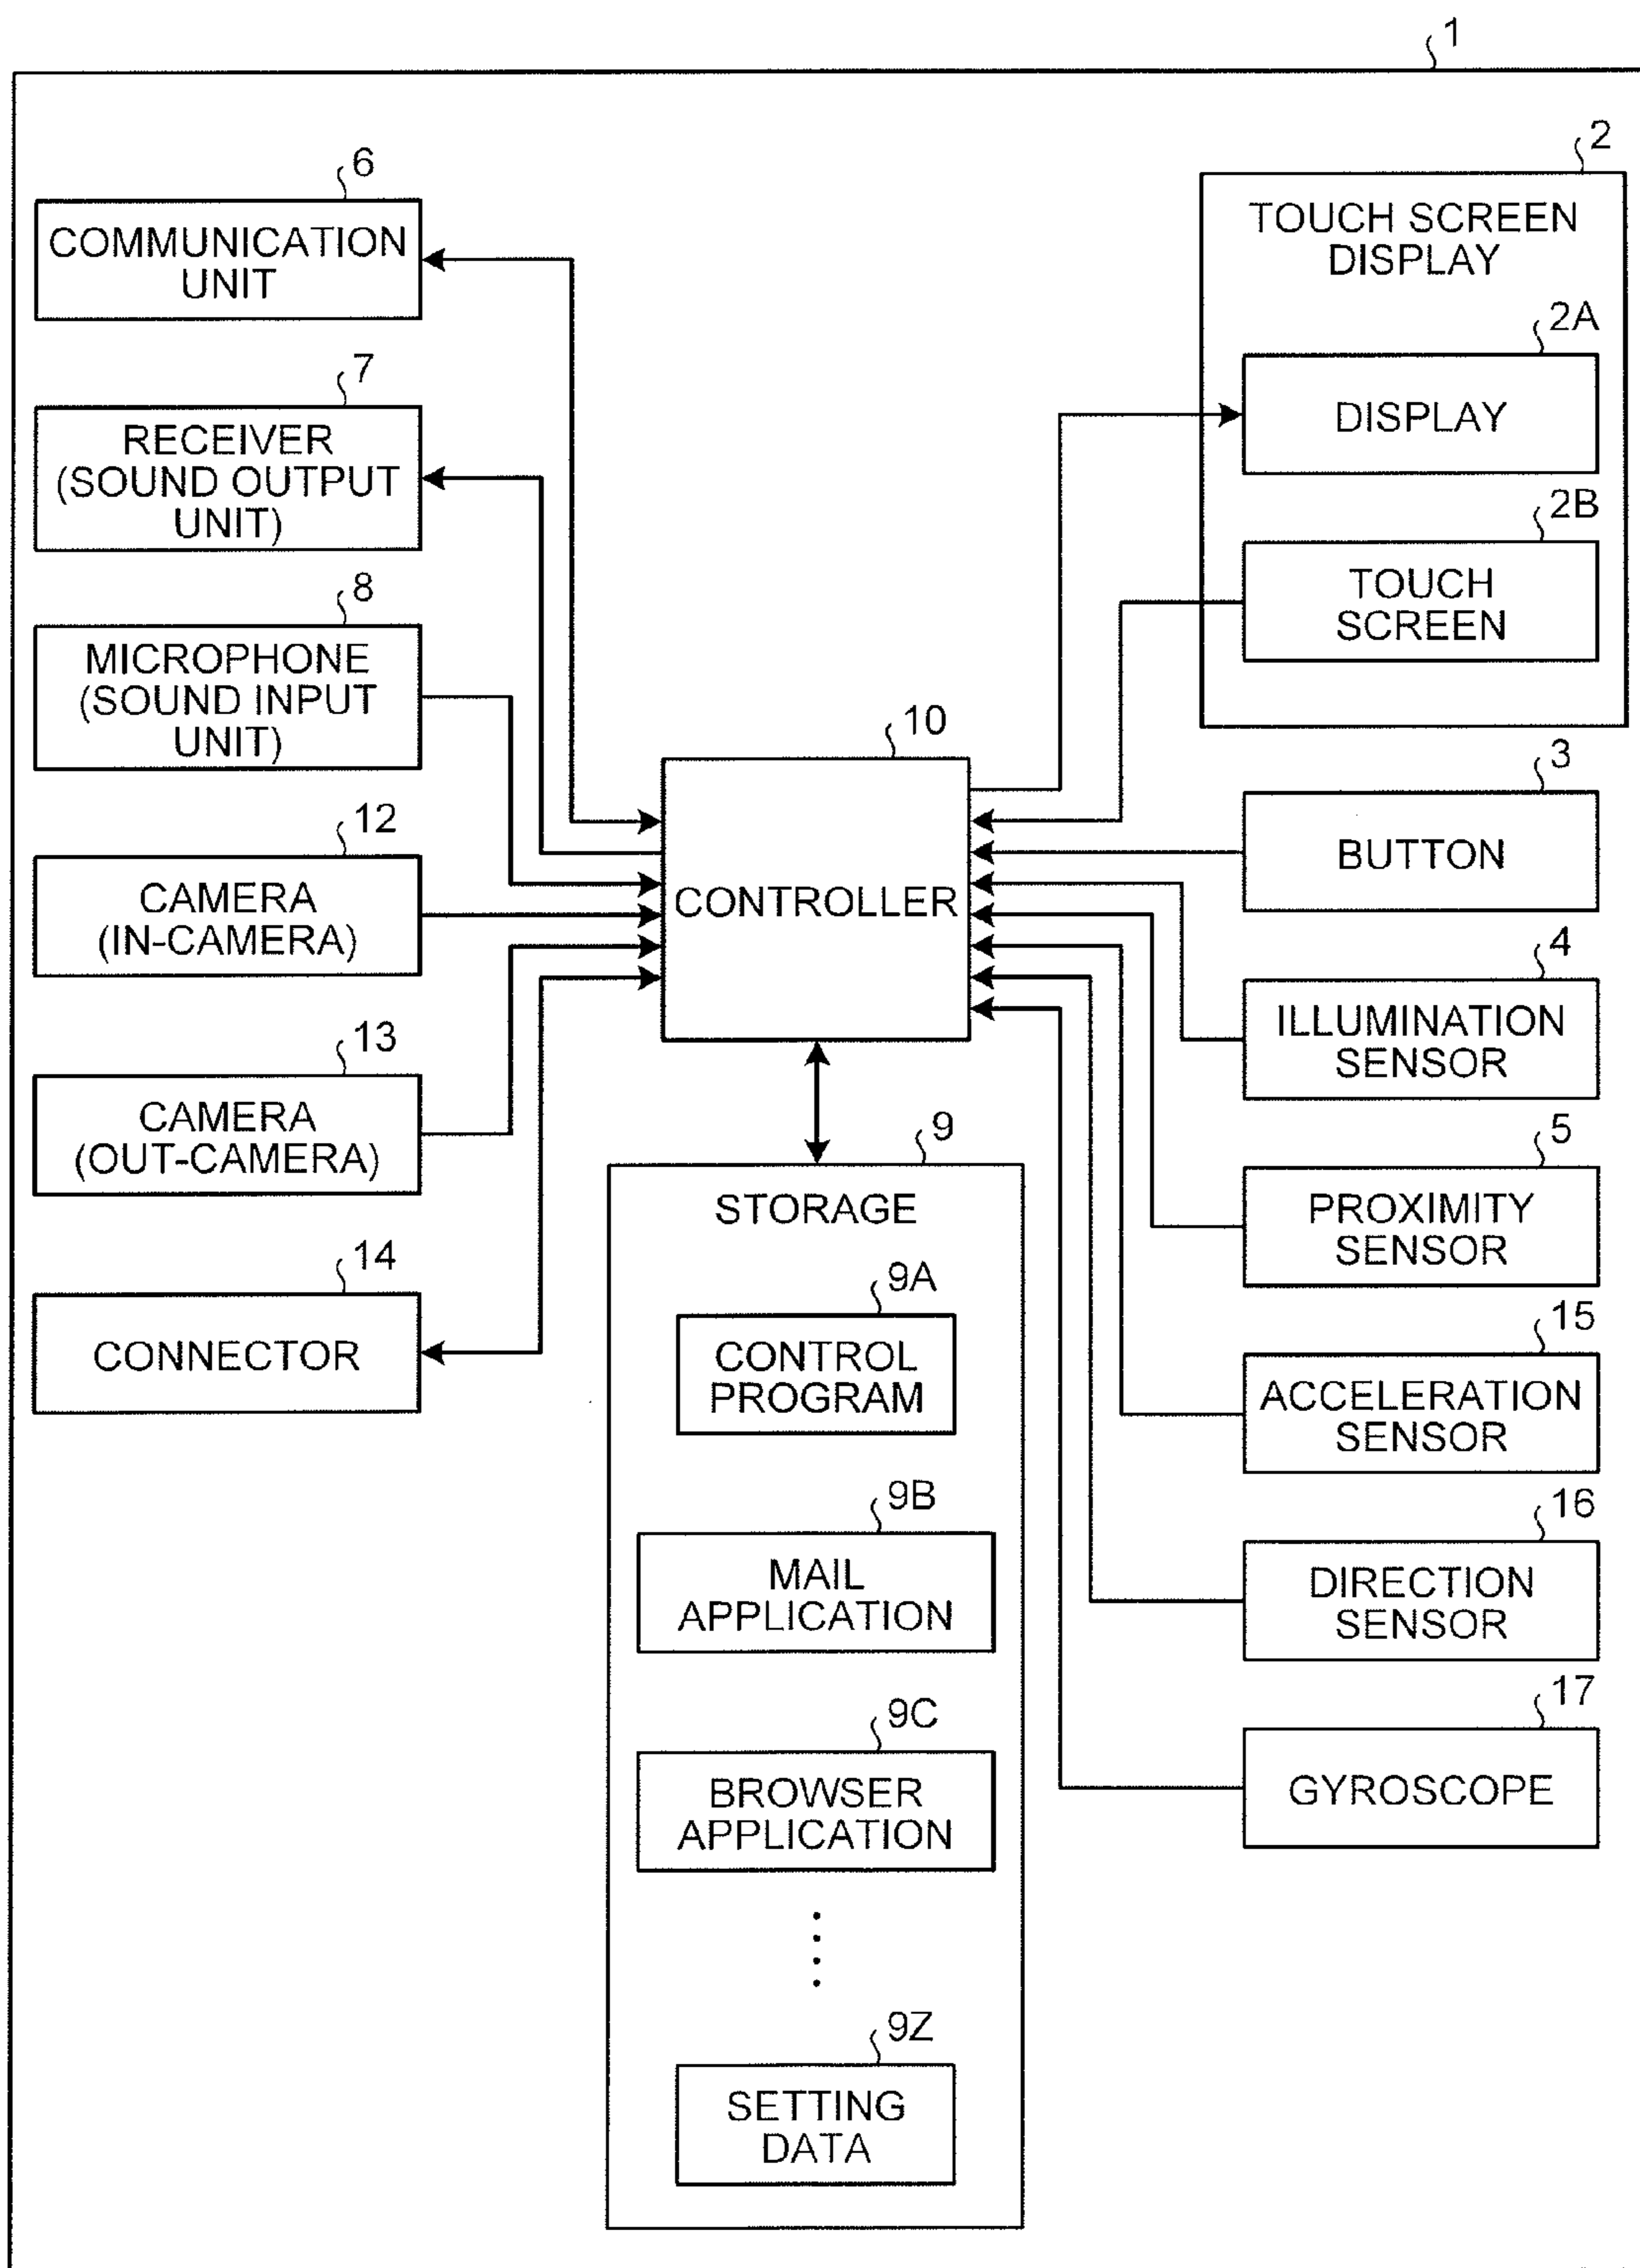 1
6
COMMUNICATION
UNIT
7
RECEIVER
(SOUND OUTPUT
UNIT)
8
MICROPHONE
(SOUND INPUT
UNIT)
12
CAMERA
(IN-CAMERA)
13
CAMERA
(OUT-CAMERA)
14
CONNECTOR
10
CONTROLLER
9
STORAGE
9A
CONTROL
PROGRAM
9B
MAIL
APPLICATION
9C
BROWSER
APPLICATION
9Z
SETTING
DATA
2
TOUCH SCREEN
DISPLAY
2A
DISPLAY
2B
TOUCH
SCREEN
3
BUTTON
4
ILLUMINATION
SENSOR
5
PROXIMITY
SENSOR
15
ACCELERATION
SENSOR
16
DIRECTION
SENSOR
17
GYROSCOPE